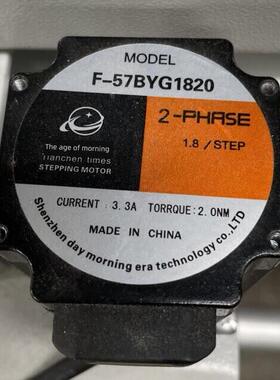 MODEL
F-57BYG1820
2-PHASE
1.8 / STEP
The age of morning
Tianchen times
STEPPING MOTOR
CURRENT : 3.3A TORRQUE: 2.0NM
MADE IN CHINA
Shenzhen day morning era technology co.,LTD